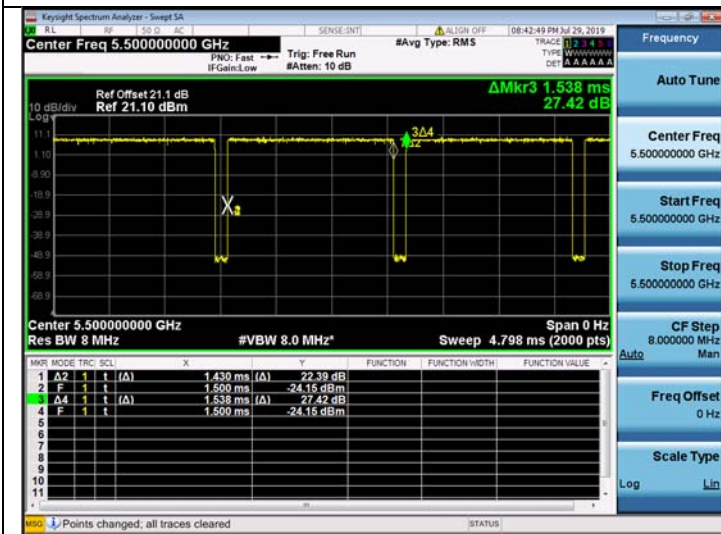 Keysight Spectrum Analyzer - Swept SA
RL RF 50 Ω AC SENSE:INT ALIGN OFF 08:42:49 PM Jul 29, 2019
Center Freq 5.500000000 GHz
#Avg Type: RMS
TRACE 1 2 3 4 5 6
PNO: Fast Trig: Free Run
TYPE WWWWWW
IFGain:Low #Atten: 10 dB
DET A A A A A A
Ref Offset 21.1 dB
10 dB/div Ref 21.10 dBm
ΔMkr3 1.538 ms
27.42 dB
Log
11.1
3Δ4
1.10
-8.90
-18.9
X
-28.9
-38.9
-48.9
-58.9
-68.9
Center 5.500000000 GHz Span 0 Hz
Res BW 8 MHz #VBW 8.0 MHz* Sweep 4.798 ms (2000 pts)
MKR MODE TRC SCL X Y FUNCTION FUNCTION WIDTH FUNCTION VALUE
1 Δ2 1 t (Δ) 1.430 ms (Δ) 22.39 dB
2 F 1 t 1.500 ms -24.15 dBm
3 Δ4 1 t (Δ) 1.538 ms (Δ) 27.42 dB
4 F 1 t 1.500 ms -24.15 dBm
5
6
7
8
9
10
11
MSG Points changed; all traces cleared STATUS
Frequency
Auto Tune
Center Freq
5.500000000 GHz
Start Freq
5.500000000 GHz
Stop Freq
5.500000000 GHz
CF Step
8.000000 MHz
Auto Man
Freq Offset
0 Hz
Scale Type
Log Lin